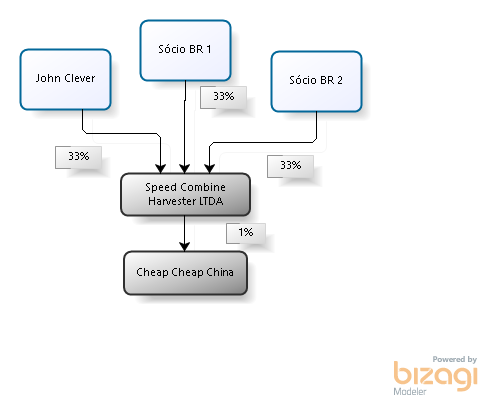 Sócio BR 1
John Clever
Sócio BR 2
33%
33%
33%
Speed Combine
Harvester LTDA
1%
Cheap Cheap China
Powered by
bizagi
Modeler